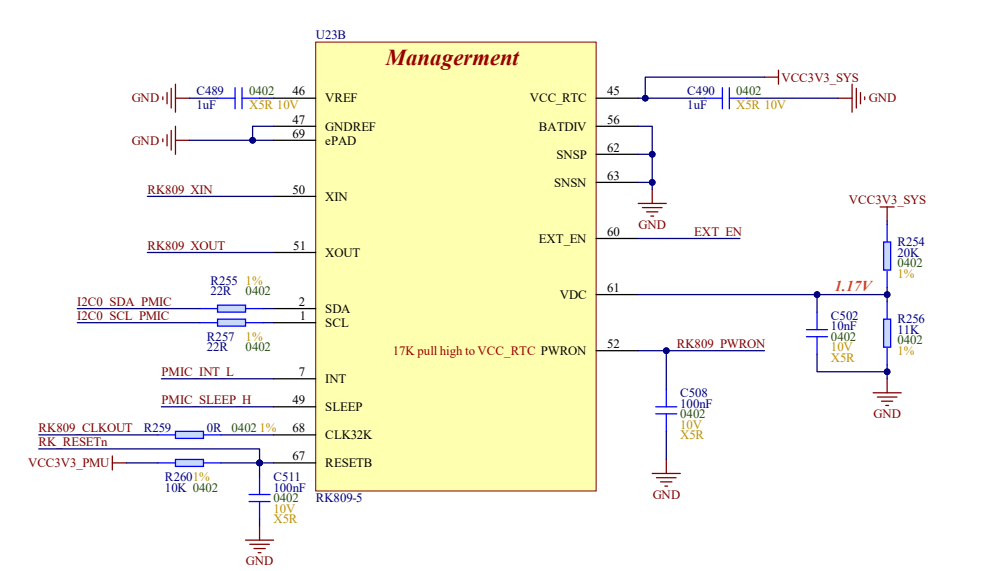 U23B
Managerment
C489 0402
1uF X5R 10V
GND
46 VREF
47 GNDREF
69 ePAD
GND
RK809_XIN 50 XIN
RK809_XOUT 51 XOUT
R255 1%
22R 0402
I2C0_SDA_PMIC 2 SDA
I2C0_SCL_PMIC 1 SCL
R257 1%
22R 0402
PMIC_INT_L 7 INT
PMIC_SLEEP_H 49 SLEEP
RK809_CLKOUT R259 0R 0402 1% 68 CLK32K
RK_RESETn
VCC3V3_PMU 67 RESETB
R260 1%
10K 0402
C511
100nF
0402
10V
X5R
GND
RK809-5
VCC_RTC 45
VCC3V3_SYS
C490 0402
1uF X5R 10V
GND
BATDIV 56
SNSP 62
SNSN 63
GND
EXT_EN 60 EXT_EN
VCC3V3_SYS
R254
20K
0402
1%
VDC 61 1.17V
C502
10nF
0402
10V
X5R
R256
11K
0402
1%
GND
17K pull high to VCC_RTC PWRON 52 RK809_PWRON
C508
100nF
0402
10V
X5R
GND